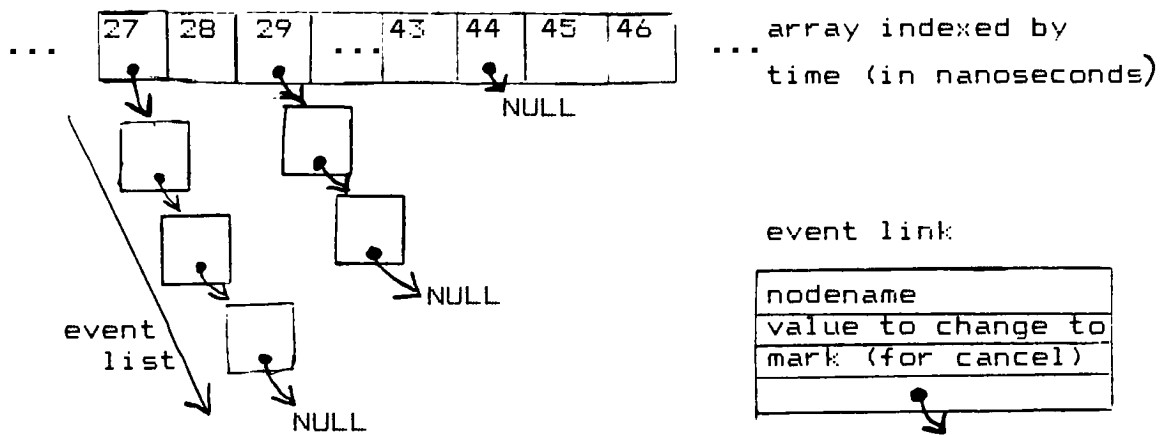 ... 27 28 29 ... 43 44 45 46 ... array indexed by
time (in nanoseconds)
NULL
event link
NULL
nodename
value to change to
mark (for cancel)
event
list
NULL